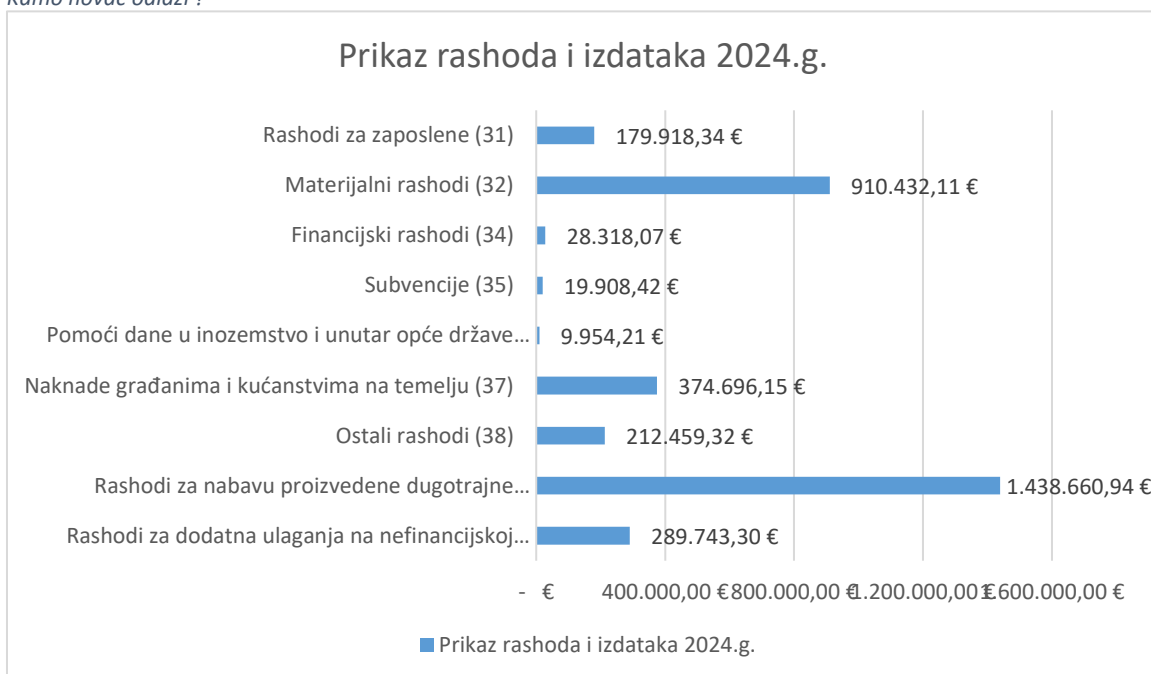 Kamo novac odlazi ?
Prikaz rashoda i izdataka 2024.g.
Rashodi za zaposlene (31) 179.918,34 €
Materijalni rashodi (32) 910.432,11 €
Financijski rashodi (34) 28.318,07 €
Subvencije (35) 19.908,42 €
Pomoći dane u inozemstvo i unutar opće države... 9.954,21 €
Naknade građanima i kućanstvima na temelju (37) 374.696,15 €
Ostali rashodi (38) 212.459,32 €
Rashodi za nabavu proizvedene dugotrajne... 1.438.660,94 €
Rashodi za dodatna ulaganja na nefinancijskoj... 289.743,30 €
- € 400.000,00 € 800.000,00 € 1.200.000,00 € 1.600.000,00 €
Prikaz rashoda i izdataka 2024.g.